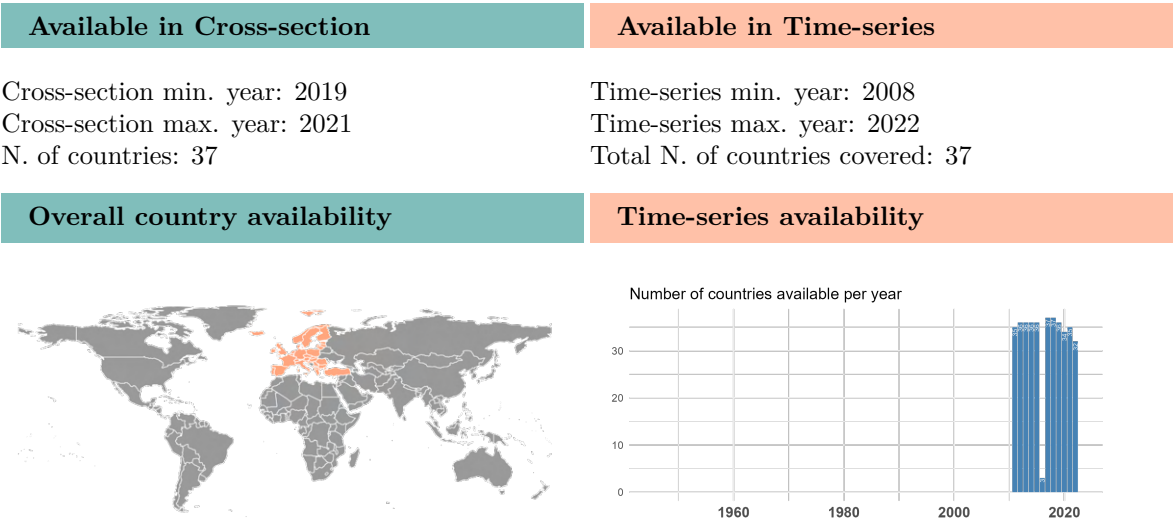 Available in Cross-section
Available in Time-series
Cross-section min. year: 2019
Cross-section max. year: 2021
N. of countries: 37
Time-series min. year: 2008
Time-series max. year: 2022
Total N. of countries covered: 37
Overall country availability
Time-series availability
Number of countries available per year
30
20
10
0
1960
1980
2000
2020